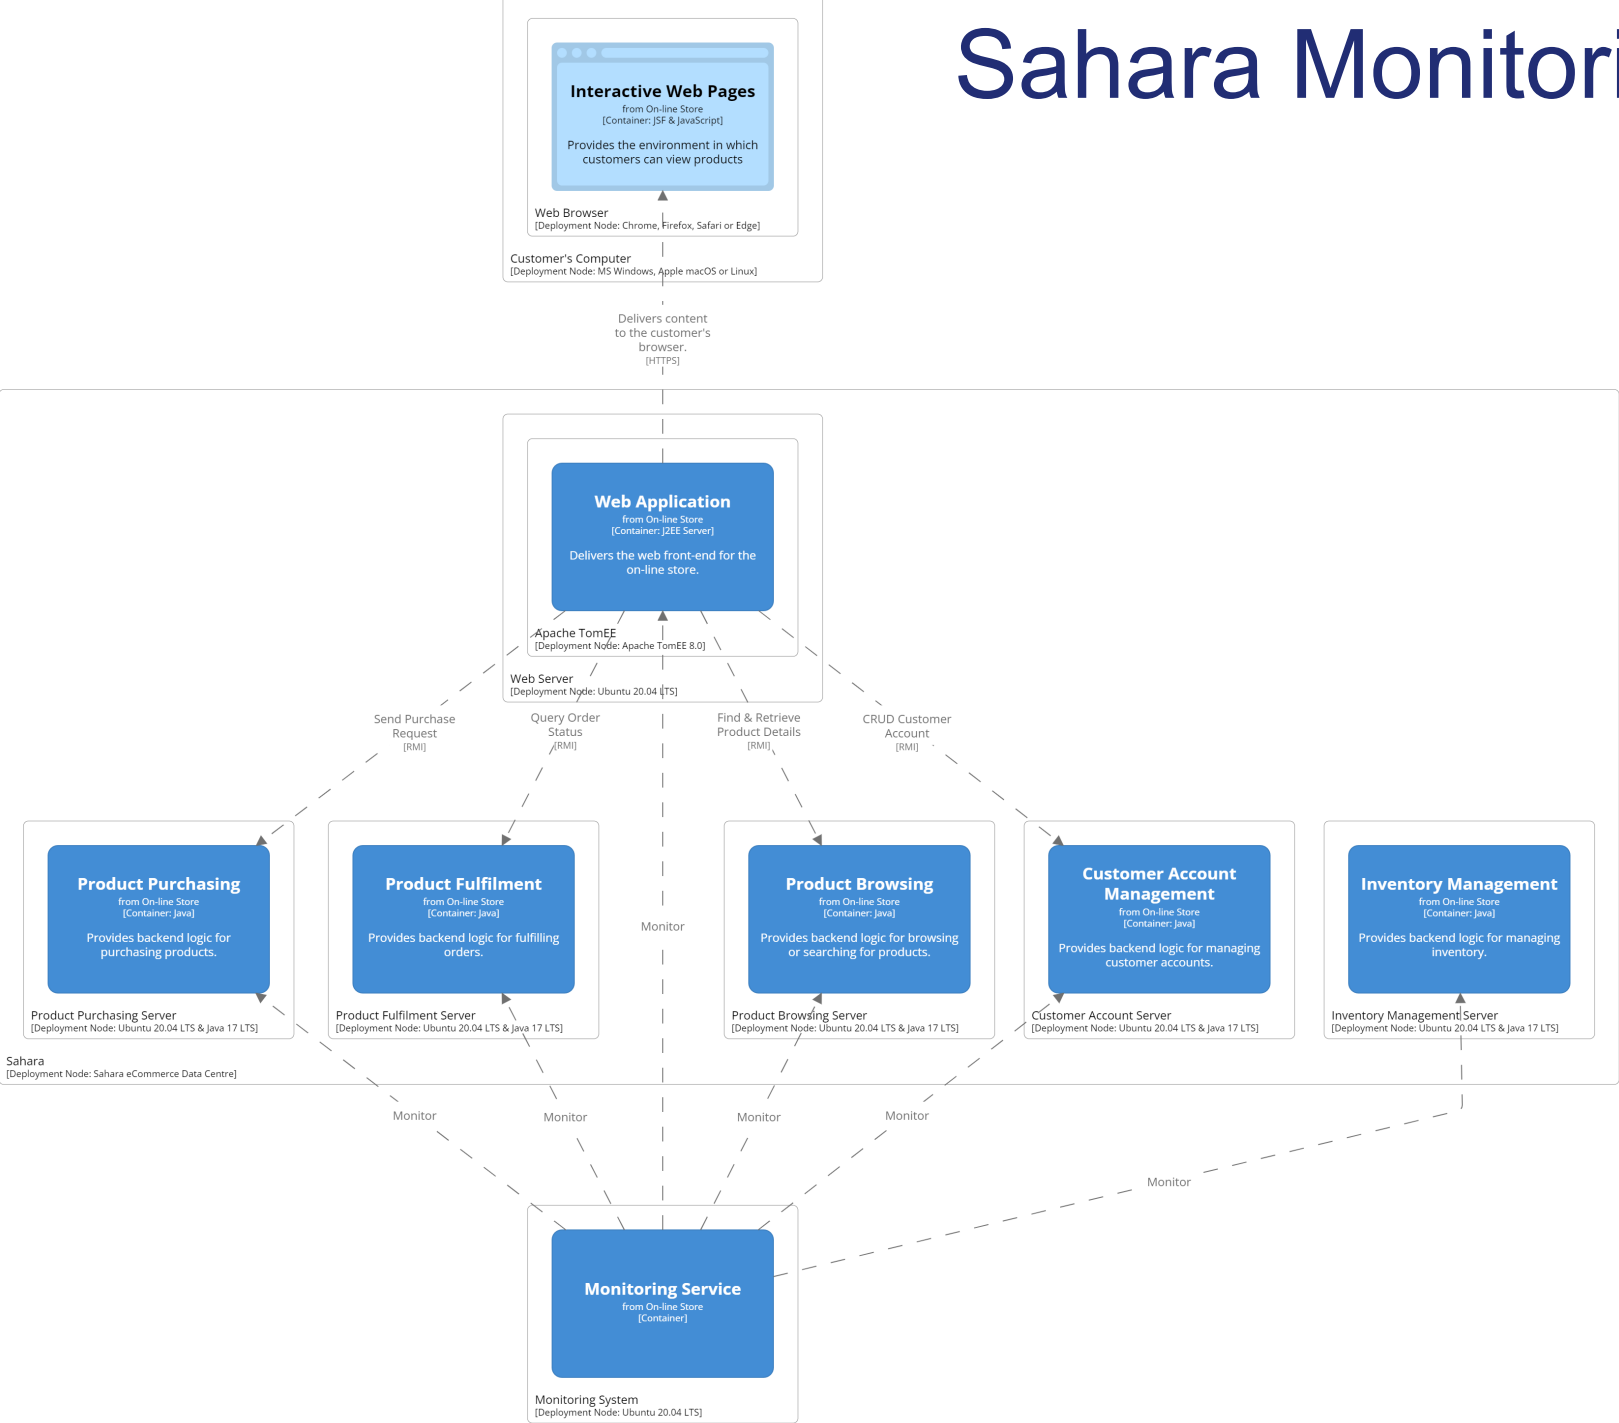 Sahara Monitori
Interactive Web Pages
from On-line Store
[Container: JSF & JavaScript]
Provides the environment in which
customers can view products
Web Browser
[Deployment Node: Chrome, Firefox, Safari or Edge]
Customer's Computer
[Deployment Node: MS Windows, Apple macOS or Linux]
Delivers content
to the customer's
browser.
[HTTPS]
Web Application
from On-line Store
[Container: J2EE Server]
Delivers the web front-end for the
on-line store.
Apache TomEE
[Deployment Node: Apache TomEE 8.0]
Web Server
[Deployment Node: Ubuntu 20.04 LTS]
Send Purchase
Request
[RMI]
Query Order
Status
[RMI]
Find & Retrieve
Product Details
[RMI]
CRUD Customer
Account
[RMI]
Product Purchasing
from On-line Store
[Container: Java]
Provides backend logic for
purchasing products.
Product Purchasing Server
[Deployment Node: Ubuntu 20.04 LTS & Java 17 LTS]
Product Fulfilment
from On-line Store
[Container: Java]
Provides backend logic for fulfilling
orders.
Product Fulfilment Server
[Deployment Node: Ubuntu 20.04 LTS & Java 17 LTS]
Monitor
Product Browsing
from On-line Store
[Container: Java]
Provides backend logic for browsing
or searching for products.
Product Browsing Server
[Deployment Node: Ubuntu 20.04 LTS & Java 17 LTS]
Customer Account
Management
from On-line Store
[Container: Java]
Provides backend logic for managing
customer accounts.
Customer Account Server
[Deployment Node: Ubuntu 20.04 LTS & Java 17 LTS]
Inventory Management
from On-line Store
[Container: Java]
Provides backend logic for managing
inventory.
Inventory Management Server
[Deployment Node: Ubuntu 20.04 LTS & Java 17 LTS]
Sahara
[Deployment Node: Sahara eCommerce Data Centre]
Monitor
Monitor
Monitor
Monitor
Monitor
Monitoring Service
from On-line Store
[Container]
Monitoring System
[Deployment Node: Ubuntu 20.04 LTS]